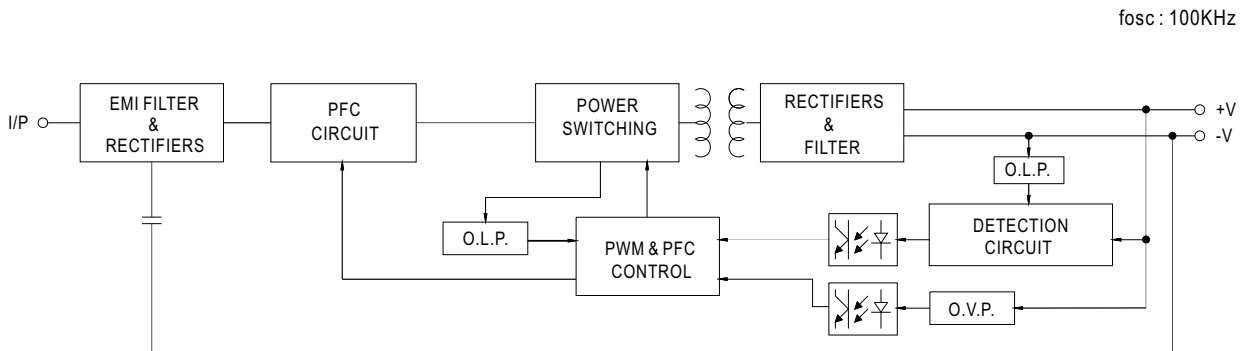 fosc : 100KHz
I/P
EMI FILTER
&
RECTIFIERS
PFC
CIRCUIT
POWER
SWITCHING
RECTIFIERS
&
FILTER
+V
-V
O.L.P.
O.L.P.
PWM & PFC
CONTROL
DETECTION
CIRCUIT
O.V.P.